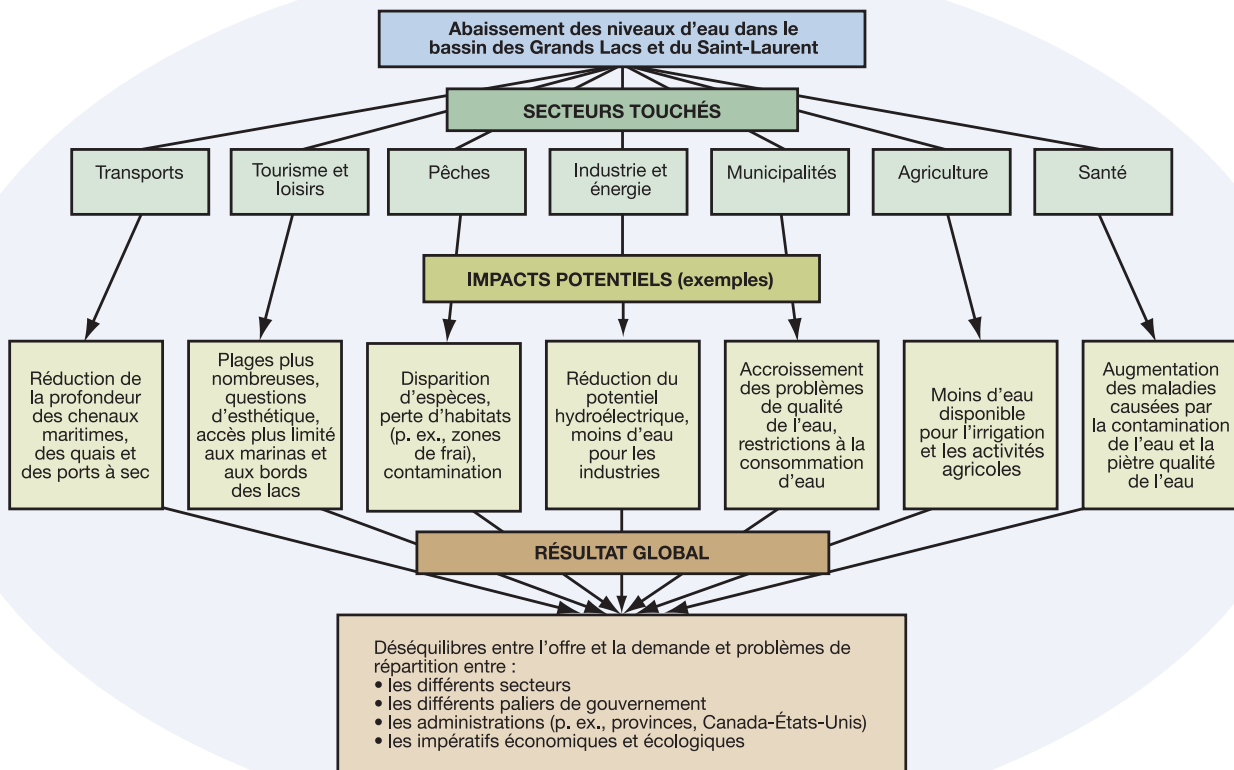 Abaissement des niveaux d'eau dans le
bassin des Grands Lacs et du Saint-Laurent
SECTEURS TOUCHÉS
Transports
Tourisme et
loisirs
Pêches
Industrie et
énergie
Municipalités
Agriculture
Santé
IMPACTS POTENTIELS (exemples)
Réduction de
la profondeur
des chenaux
maritimes,
des quais et
des ports à sec
Plages plus
nombreuses,
questions
d'esthétique,
accès plus limité
aux marinas et
aux bords
des lacs
Disparition
d'espèces,
perte d'habitats
(p. ex., zones
de frai),
contamination
Réduction du
potentiel
hydroélectrique,
moins d'eau
pour les
industries
Accroissement
des problèmes
de qualité
de l'eau,
restrictions à la
consommation
d'eau
Moins d'eau
disponible
pour l'irrigation
et les activités
agricoles
Augmentation
des maladies
causées par
la contamination
de l'eau et la
piètre qualité
de l'eau
RÉSULTAT GLOBAL
Déséquilibres entre l'offre et la demande et problèmes de
répartition entre :
• les différents secteurs
• les différents paliers de gouvernement
• les administrations (p. ex., provinces, Canada-États-Unis)
• les impératifs économiques et écologiques